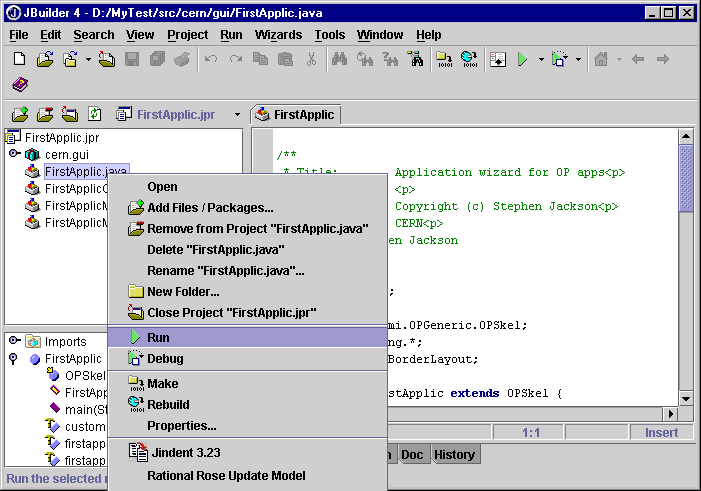 JBuilder 4 - D:/MyTest/src/cern/gui/FirstApplic.java
File Edit Search View Project Run Wizards Tools Window Help
FirstApplic.jpr
FirstApplic
FirstApplic.jpr
cern.gui
FirstApplic.java
FirstApplicC
FirstApplicM
FirstApplicM
/**
* Title: Application wizard for OP apps<p>
<p>
Copyright (c) Stephen Jackson<p>
CERN<p>
en Jackson
;
mi.OPGeneric.OPSkel;
ng.*;
BorderLayout;
stApplic extends OPSkel {
Open
Add Files / Packages...
Remove from Project "FirstApplic.java"
Delete "FirstApplic.java"
Rename "FirstApplic.java"...
New Folder...
Close Project "FirstApplic.jpr"
Run
Debug
Make
Rebuild
Properties...
Jindent 3.23
Rational Rose Update Model
Imports
FirstApplic
OPSkel
FirstApp
main(St
custom
firstapp
firstapp
1:1
Insert
Doc
History
Run the selected